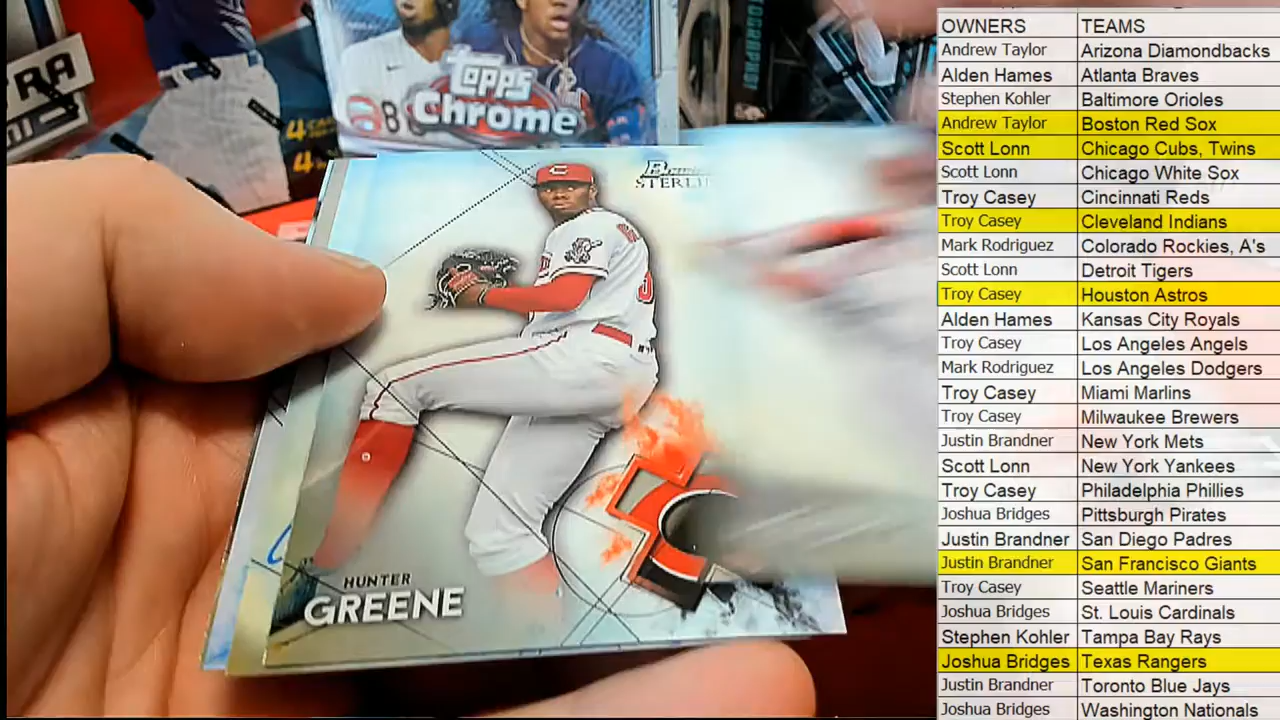 Topps
Chrome
STERLI
HUNTER
GREENE
OWNERS TEAMS
Andrew Taylor Arizona Diamondbacks
Alden Hames Atlanta Braves
Stephen Kohler Baltimore Orioles
Andrew Taylor Boston Red Sox
Scott Lonn Chicago Cubs, Twins
Scott Lonn Chicago White Sox
Troy Casey Cincinnati Reds
Troy Casey Cleveland Indians
Mark Rodriguez Colorado Rockies, A's
Scott Lonn Detroit Tigers
Troy Casey Houston Astros
Alden Hames Kansas City Royals
Troy Casey Los Angeles Angels
Mark Rodriguez Los Angeles Dodgers
Troy Casey Miami Marlins
Troy Casey Milwaukee Brewers
Justin Brandner New York Mets
Scott Lonn New York Yankees
Troy Casey Philadelphia Phillies
Joshua Bridges Pittsburgh Pirates
Justin Brandner San Diego Padres
Justin Brandner San Francisco Giants
Troy Casey Seattle Mariners
Joshua Bridges St. Louis Cardinals
Stephen Kohler Tampa Bay Rays
Joshua Bridges Texas Rangers
Justin Brandner Toronto Blue Jays
Joshua Bridges Washington Nationals